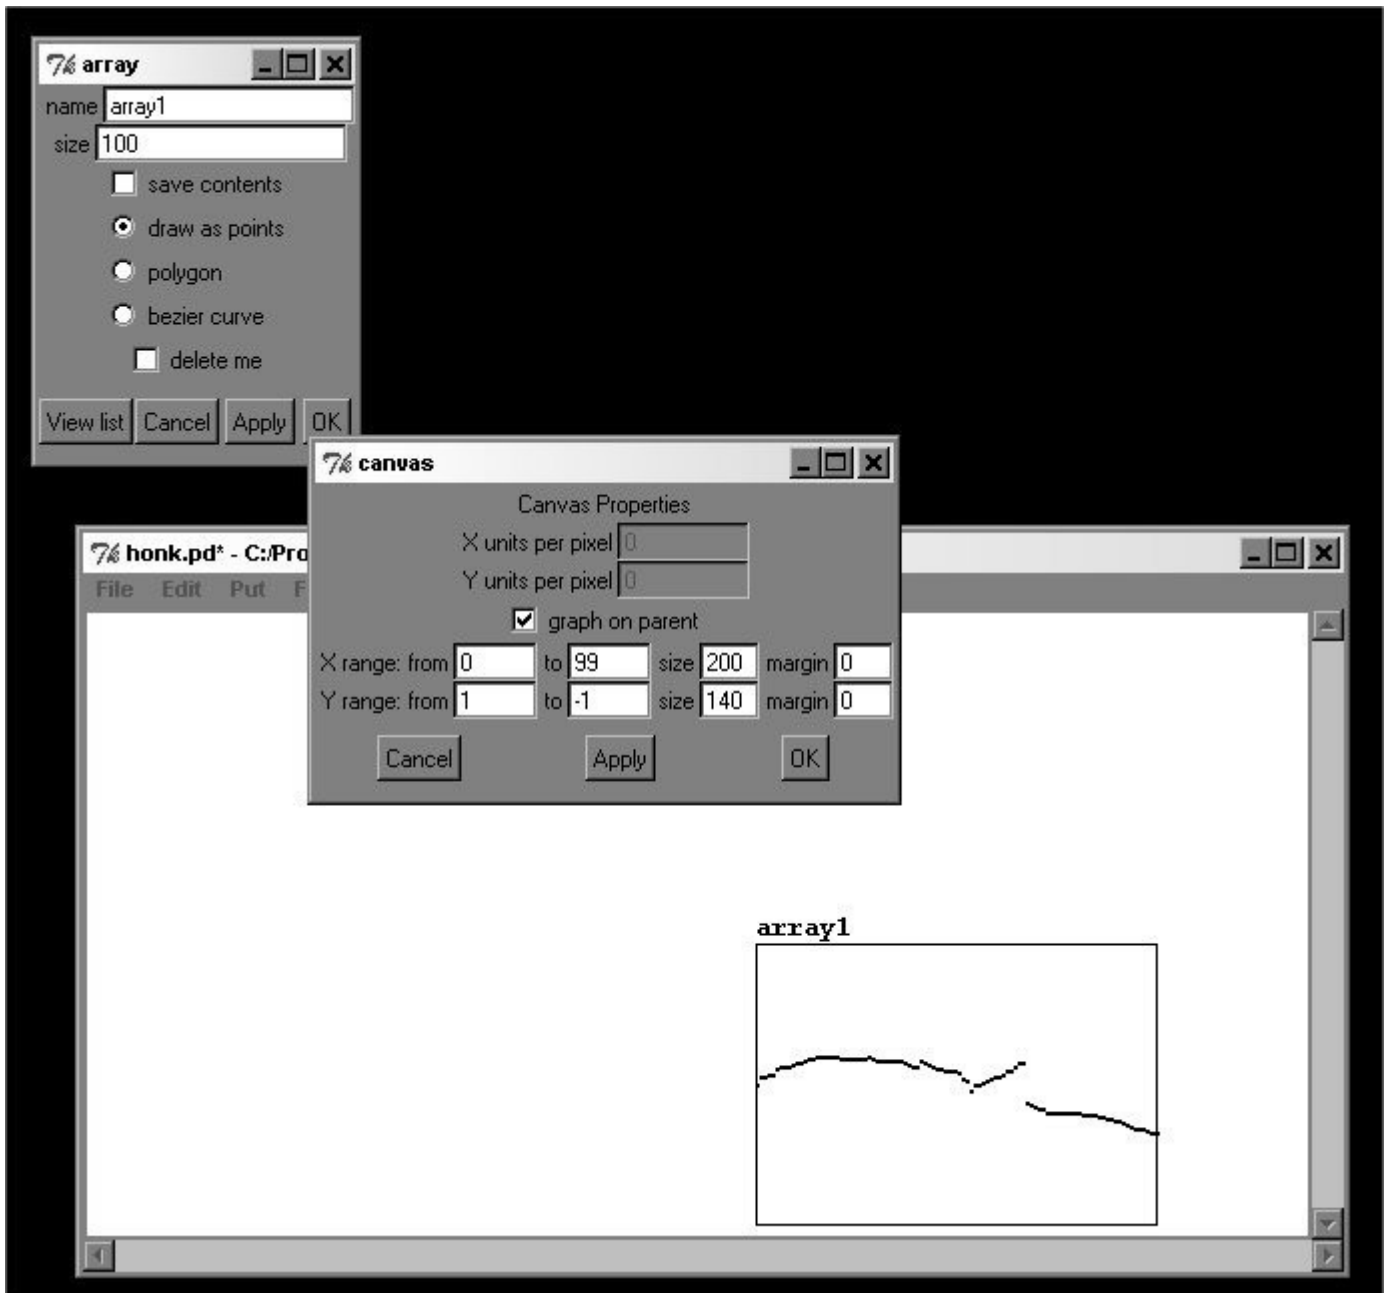 array
name array1
size 100
save contents
draw as points
polygon
bezier curve
delete me
View list Cancel Apply OK
canvas
Canvas Properties
X units per pixel 0
Y units per pixel 0
graph on parent
X range: from 0 to 99 size 200 margin 0
Y range: from 1 to -1 size 140 margin 0
Cancel Apply OK
honk.pd* - C:/Pro
File Edit Put F
array1